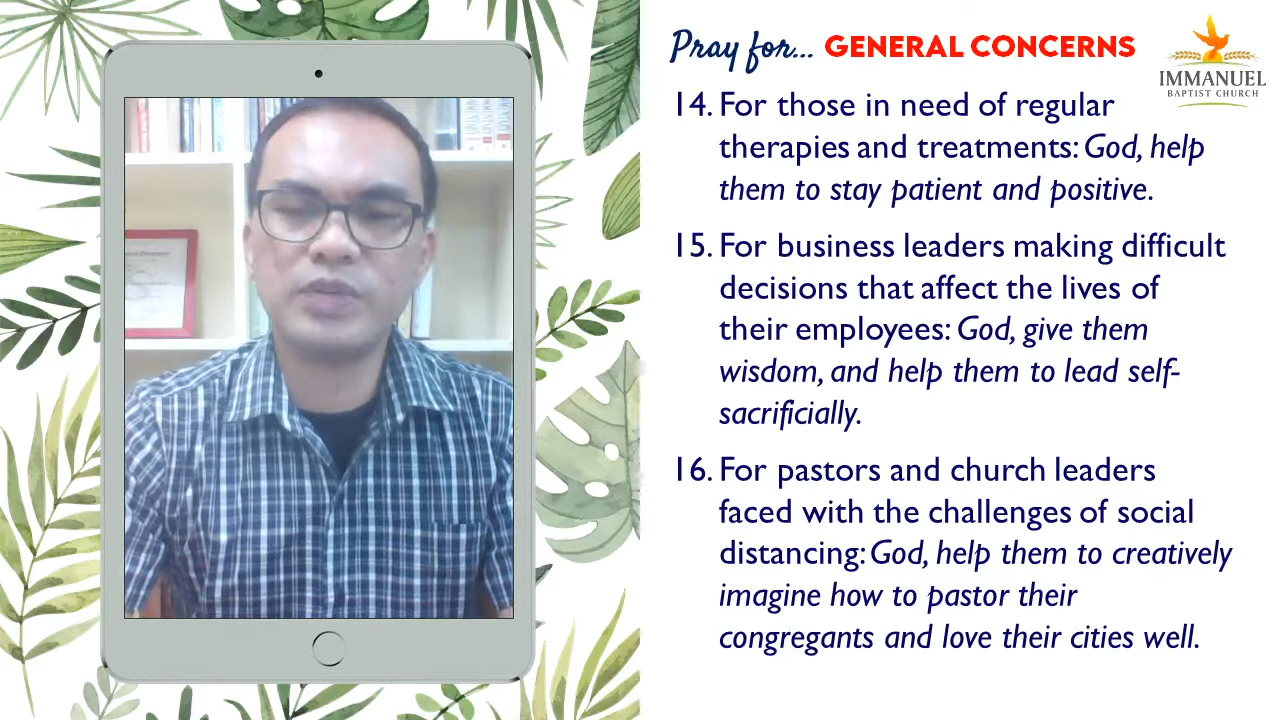 Pray for... GENERAL CONCERNS
IMMANUEL
BAPTIST CHURCH
14. For those in need of regular
therapies and treatments: God, help
them to stay patient and positive.
15. For business leaders making difficult
decisions that affect the lives of
their employees: God, give them
wisdom, and help them to lead self-
sacrificially.
16. For pastors and church leaders
faced with the challenges of social
distancing: God, help them to creatively
imagine how to pastor their
congregants and love their cities well.